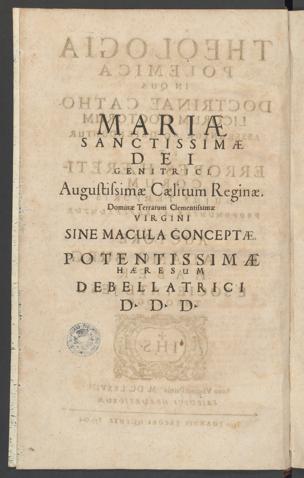 MARIÆ
SANCTISSIMÆ
DEI
GENITRICI
Augustissimæ Cælitum Reginæ.
Dominæ Terrarum Clementissimæ
VIRGINI
SINE MACULA CONCEPTÆ.
POTENTISSIMÆ
HÆRESUM
DEBELLATRICI
D. D. D.